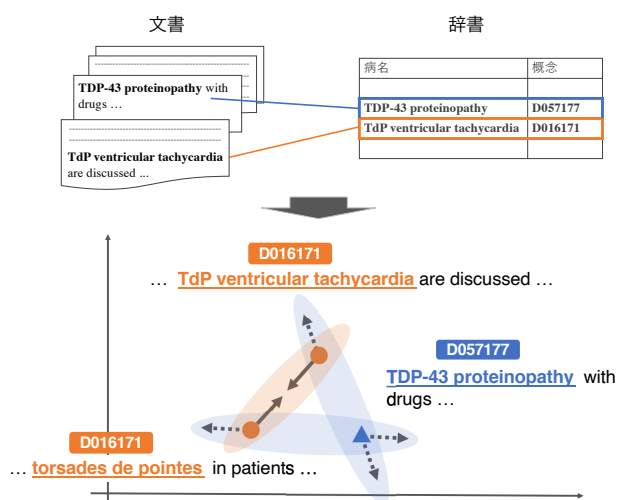 文書
辞書
TDP-43 proteinopathy with
drugs …
TdP ventricular tachycardia
are discussed ...
病名 概念
TDP-43 proteinopathy D057177
TdP ventricular tachycardia D016171
D016171
… TdP ventricular tachycardia are discussed …
D057177
TDP-43 proteinopathy with
drugs …
D016171
… torsades de pointes in patients …